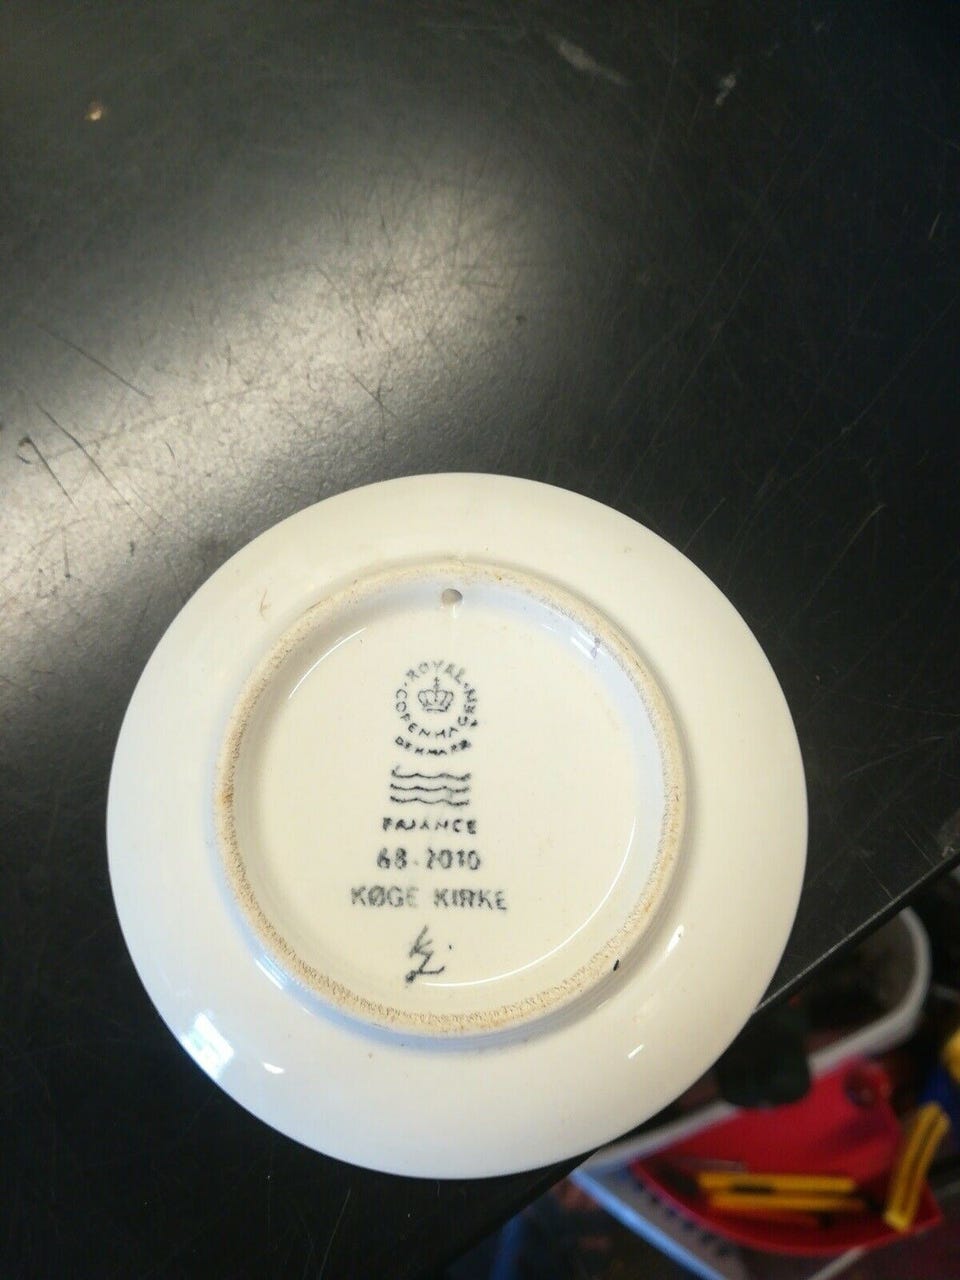 ROYAL
COPENHAGEN
DENMARK
FAJANCE
68-2010
KØGE KIRKE